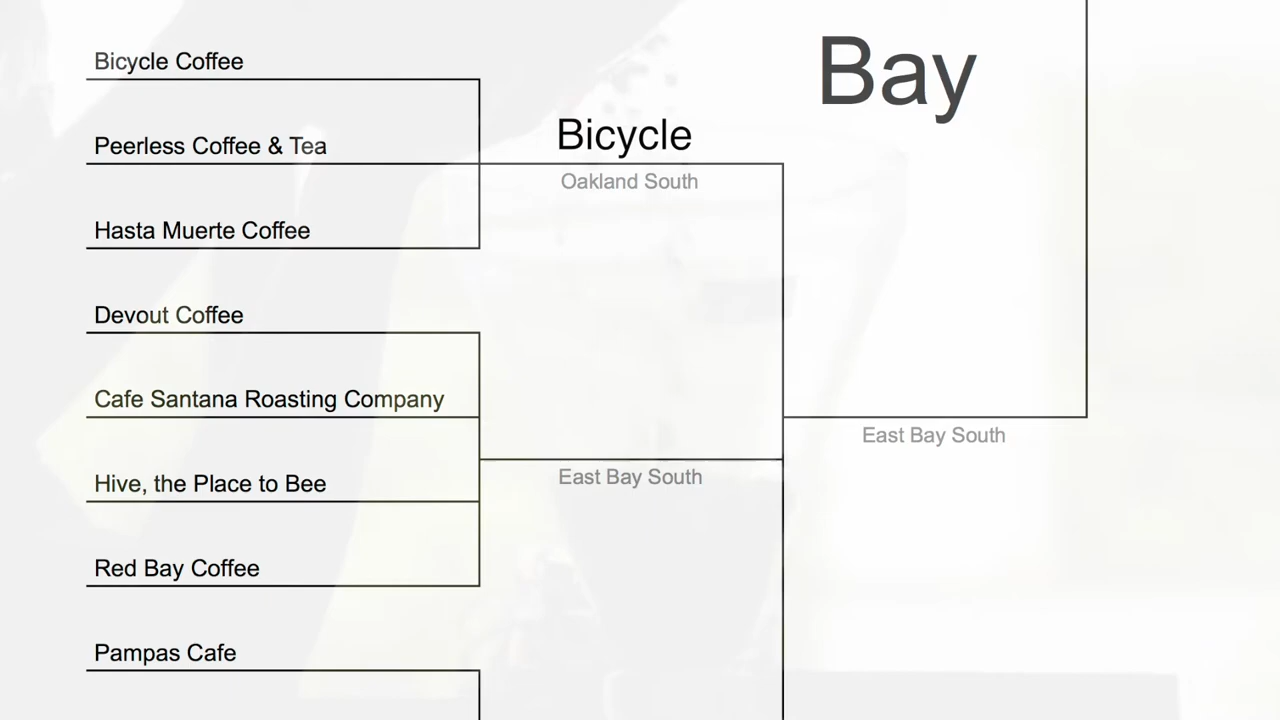 Bicycle Coffee
Bay
Bicycle
Peerless Coffee & Tea
Oakland South
Hasta Muerte Coffee
Devout Coffee
Cafe Santana Roasting Company
East Bay South
East Bay South
Hive, the Place to Bee
Red Bay Coffee
Pampas Cafe